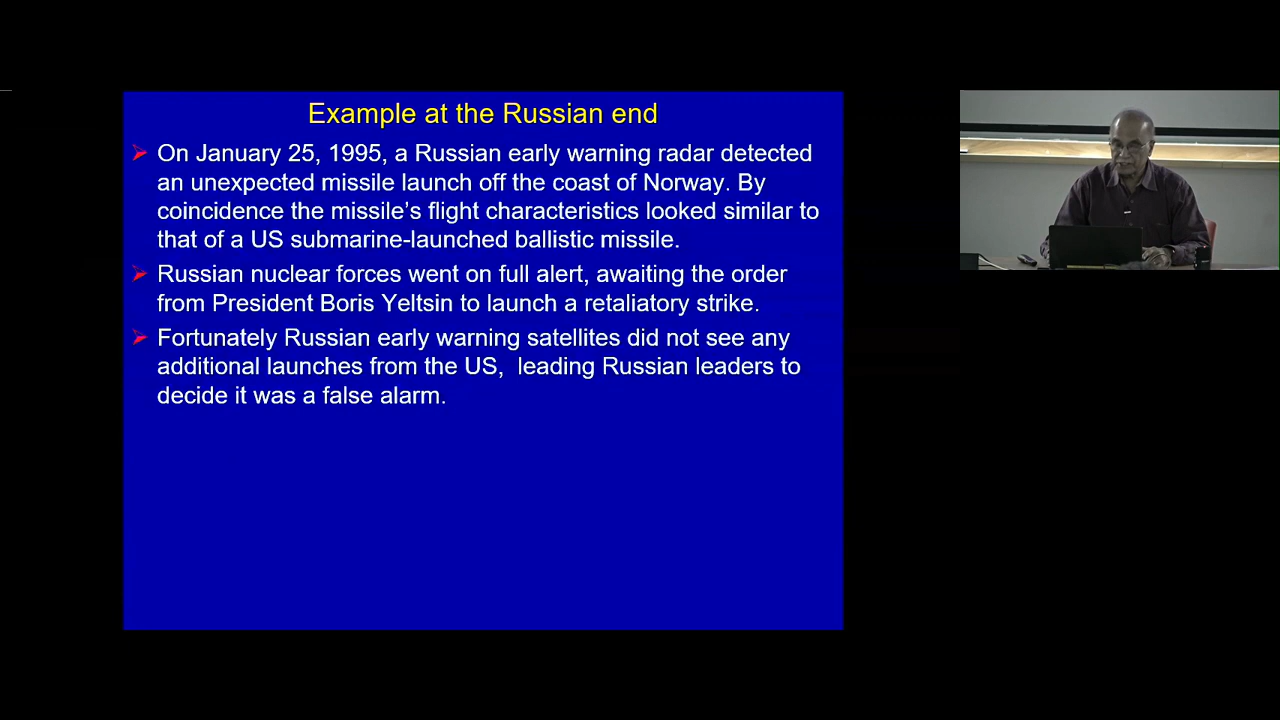 Example at the Russian end
On January 25, 1995, a Russian early warning radar detected
an unexpected missile launch off the coast of Norway. By
coincidence the missile's flight characteristics looked similar to
that of a US submarine-launched ballistic missile.
Russian nuclear forces went on full alert, awaiting the order
from President Boris Yeltsin to launch a retaliatory strike.
Fortunately Russian early warning satellites did not see any
additional launches from the US,  leading Russian leaders to
decide it was a false alarm.